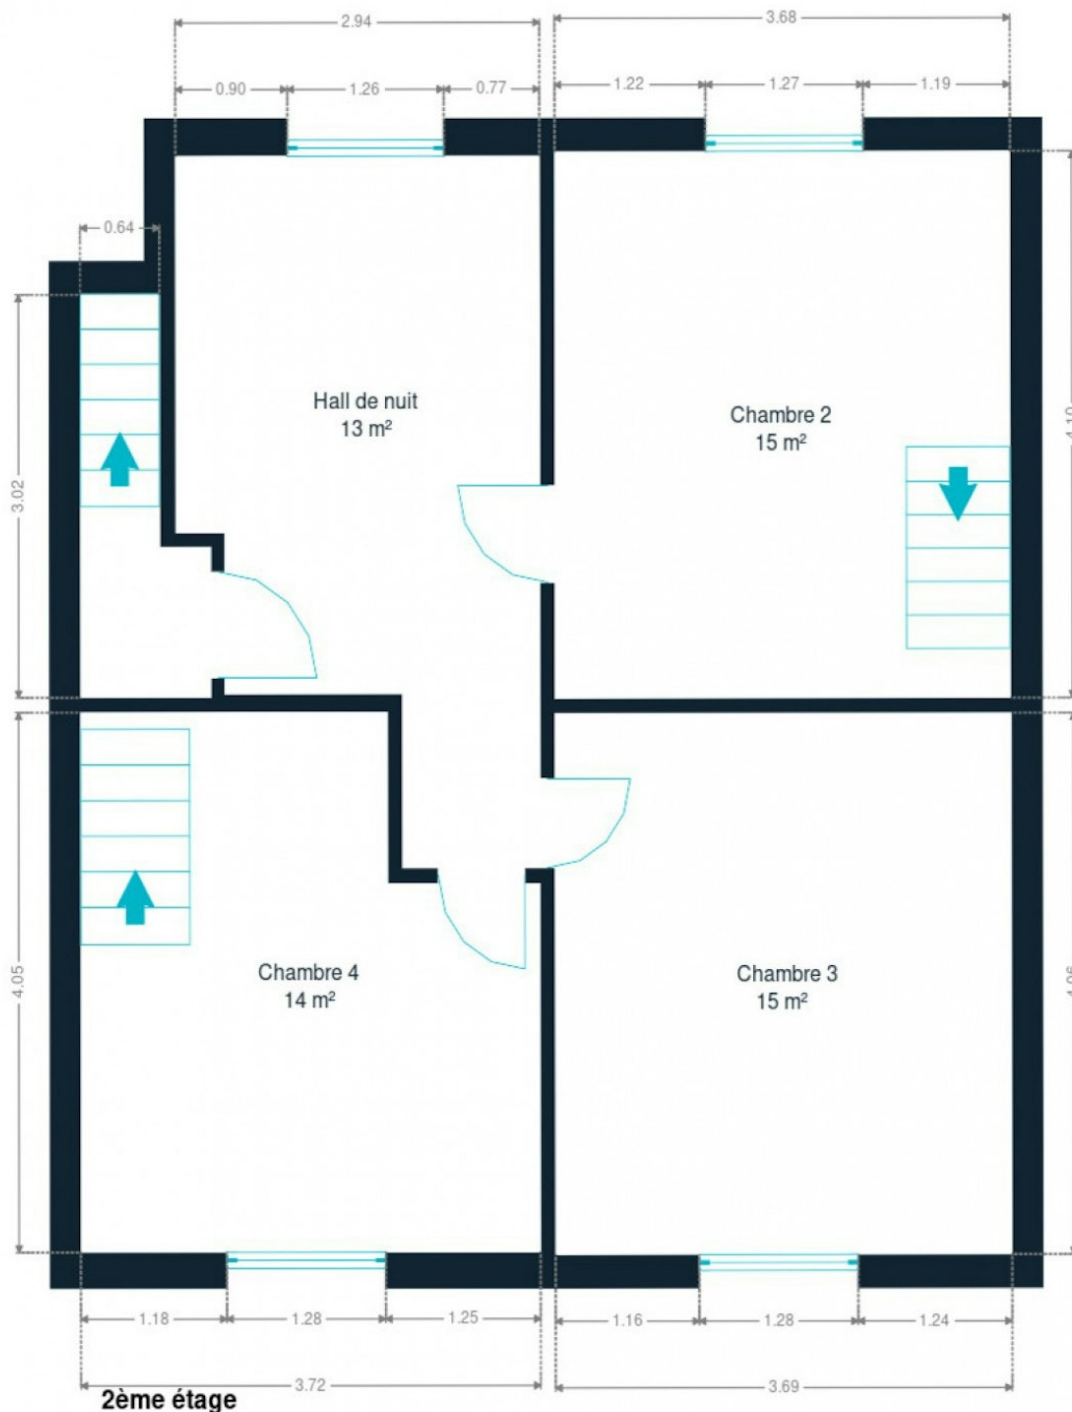 2.94
3.68
0.90
1.26
0.77
1.22
1.27
1.19
0.64
Hall de nuit
13 m²
Chambre 2
15 m²
3.02
4.05
Chambre 4
14 m²
Chambre 3
15 m²
1.18
1.28
1.25
1.16
1.28
1.24
3.72
3.69
2ème étage